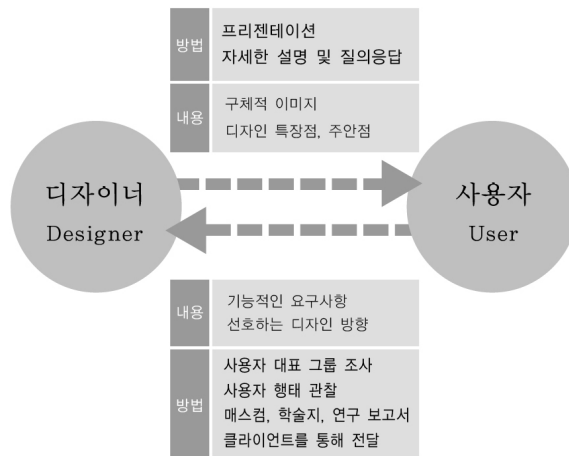 방법
프리젠테이션
자세한 설명 및 질의응답
내용
구체적 이미지
디자인 특장점, 주안점
디자이너
Designer
사용자
User
내용
기능적인 요구사항
선호하는 디자인 방향
방법
사용자 대표 그룹 조사
사용자 행태 관찰
매스컴, 학술지, 연구 보고서
클라이언트를 통해 전달